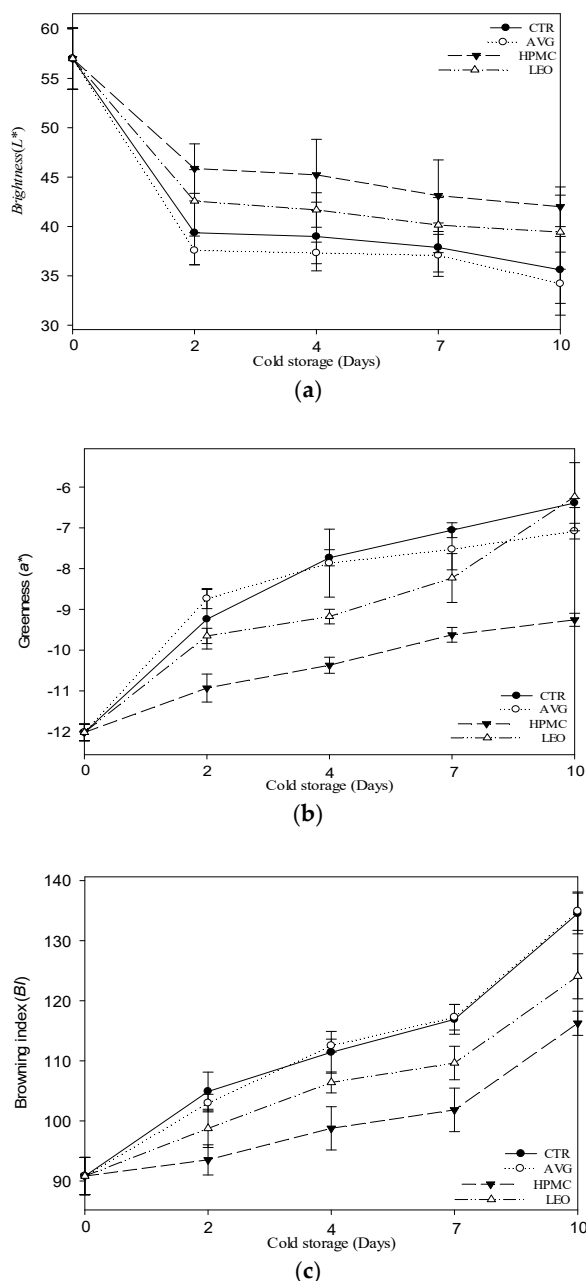 60
55
50
45
40
35
30
Brightness(L*)
CTR
AVG
HPMC
LEO
0 2 4 7 10
Cold storage (Days)
(a)
-6
-7
-8
-9
-10
-11
-12
Greenness (a*)
CTR
AVG
HPMC
LEO
0 2 4 7 10
Cold storage (Days)
(b)
140
130
120
110
100
90
Browning index (BI)
CTR
AVG
HPMC
LEO
0 2 4 7 10
Cold storage (Days)
(c)